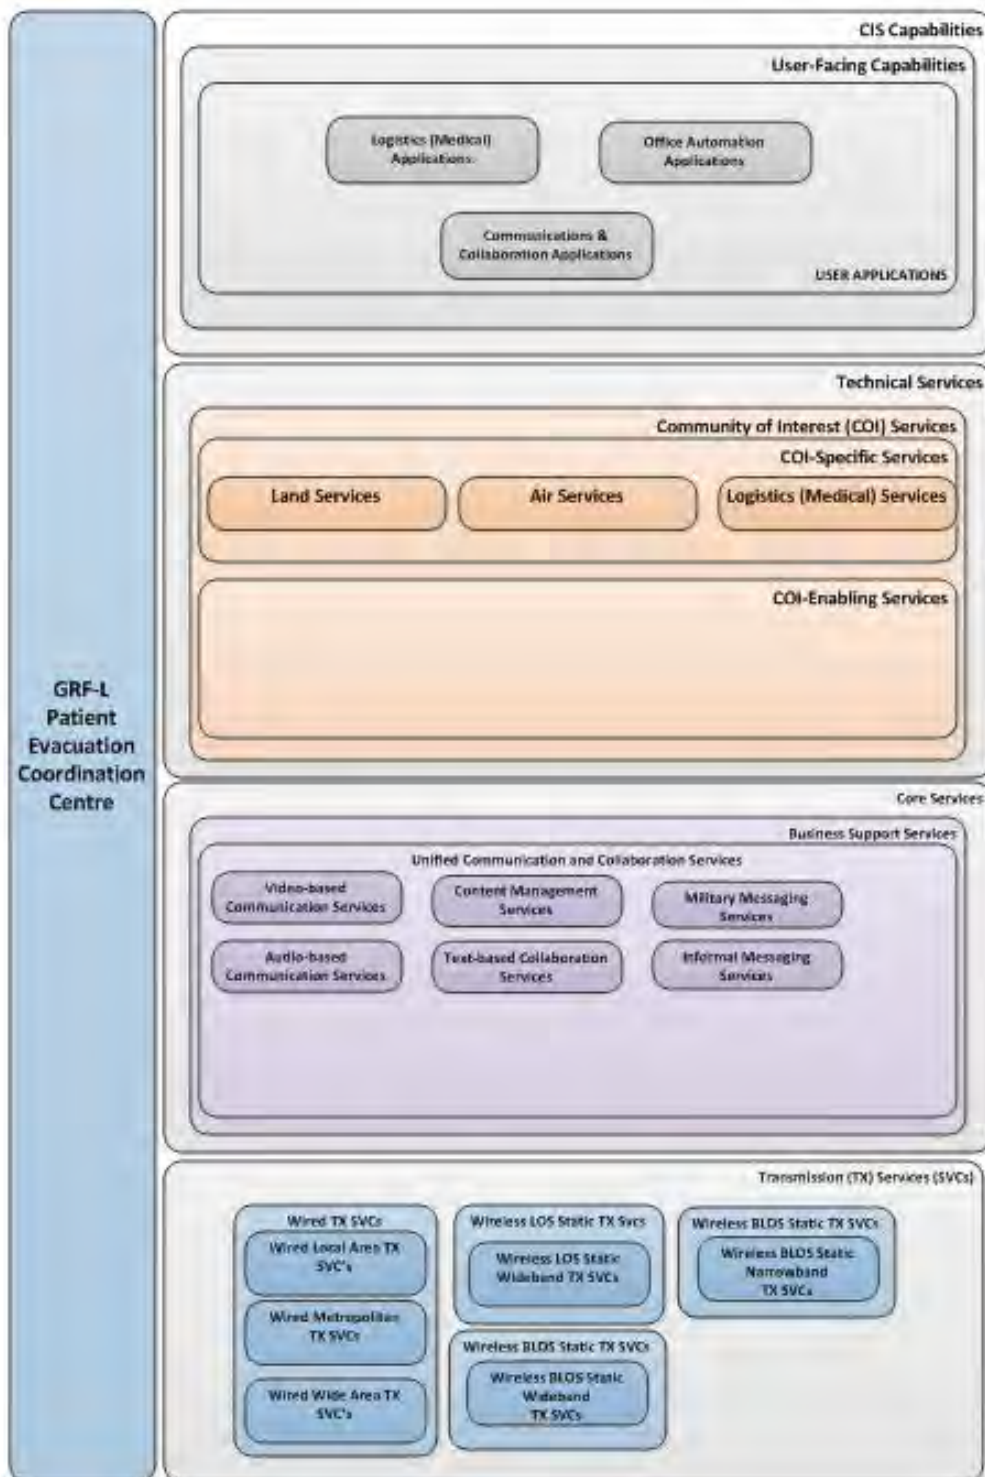 GRF-L
Patient
Evacuation
Coordination
Centre
CIS Capabilities
User-Facing Capabilities
Logistics (Medical)
Applications
Office Automation
Applications
Communications &
Collaboration Applications
USER APPLICATIONS
Technical Services
Community of Interest (COI) Services
COI-Specific Services
Land Services
Air Services
Logistics (Medical) Services
COI-Enabling Services
Core Services
Business Support Services
Unified Communication and Collaboration Services
Video-based
Communication Services
Content Management
Services
Military Messaging
Services
Audio-based
Communication Services
Text-based Collaboration
Services
Informal Messaging
Services
Transmission (TX) Services (SVCs)
Wired TX SVCs
Wired Local Area TX
SVC's
Wired Metropolitan
TX SVCs
Wired Wide Area TX
SVC's
Wireless LOS Static TX Svcs
Wireless LOS Static
Wideband TX SVCs
Wireless BLOS Static TX SVCs
Wireless BLOS Static
Wideband
TX SVCs
Wireless BLOS Static TX SVCs
Wireless BLOS Static
Narrowband
TX SVCs